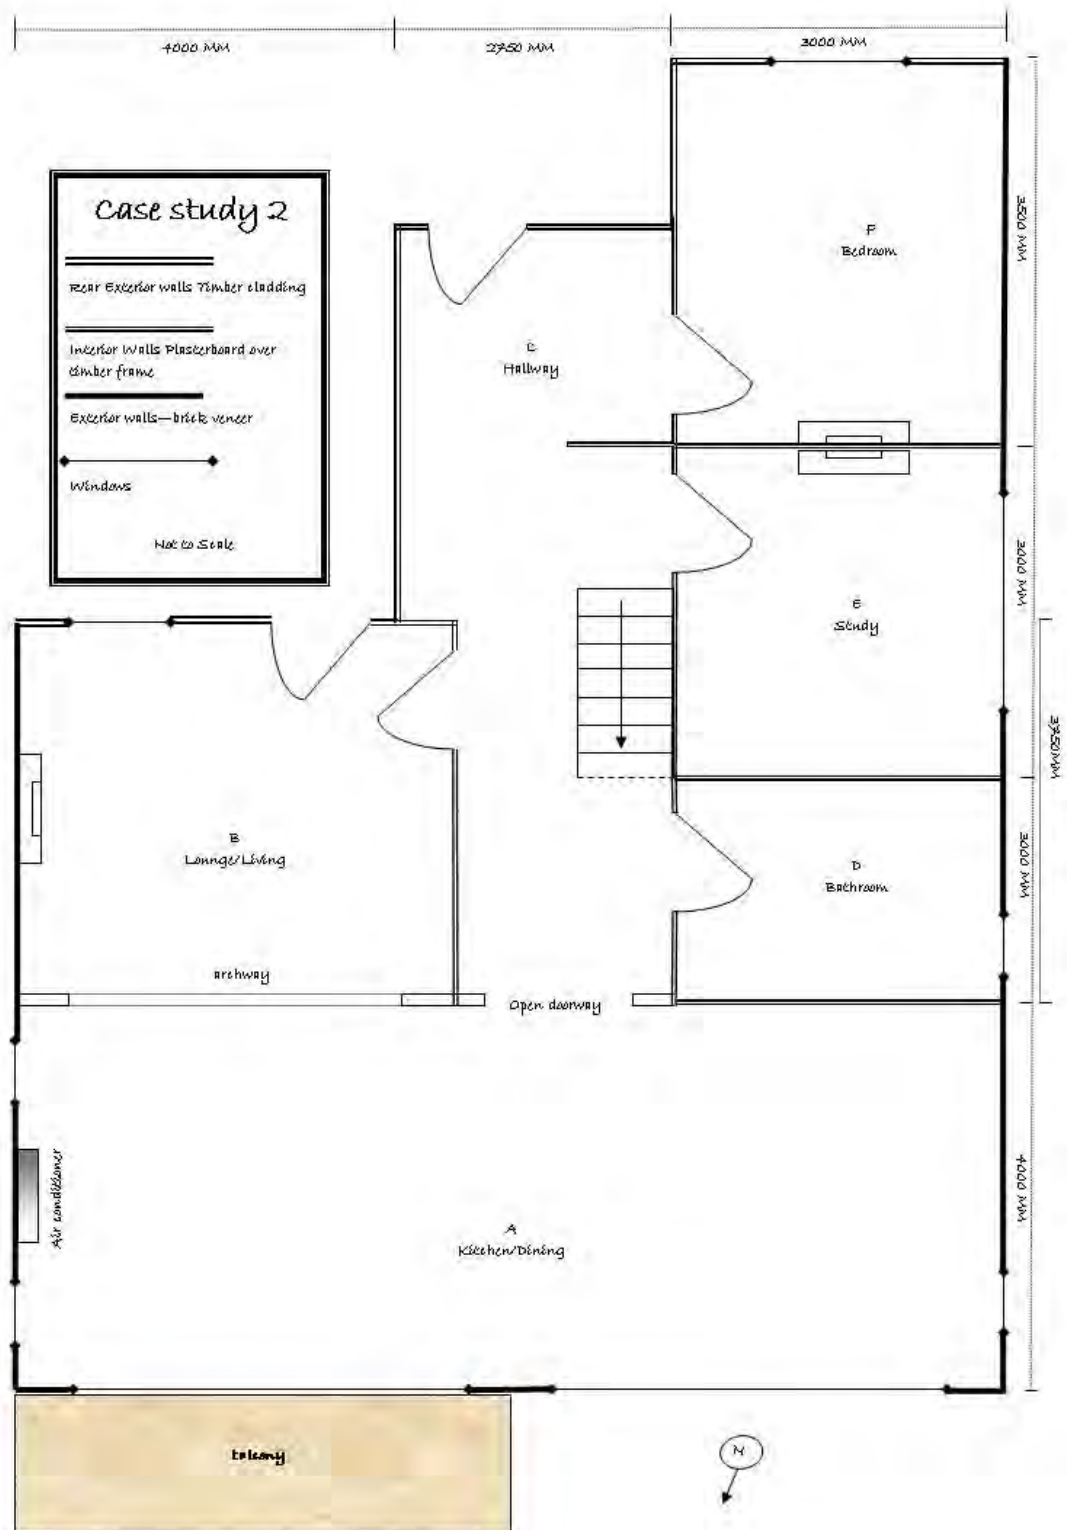 4000 MM
2750 MM
3000 MM
Case study 2
Rear Exterior walls Timber cladding
Interior Walls Plasterboard over
timber frame
Exterior walls—brick veneer
Windows
Not to Scale
F
Bedroom
3500 MM
C
Hallway
E
Study
3000 MM
3750 MM
B
Lounge/Living
D
Bathroom
3000 MM
archway
Open doorway
Air conditioner
A
Kitchen/Dining
4000 MM
balcony
N